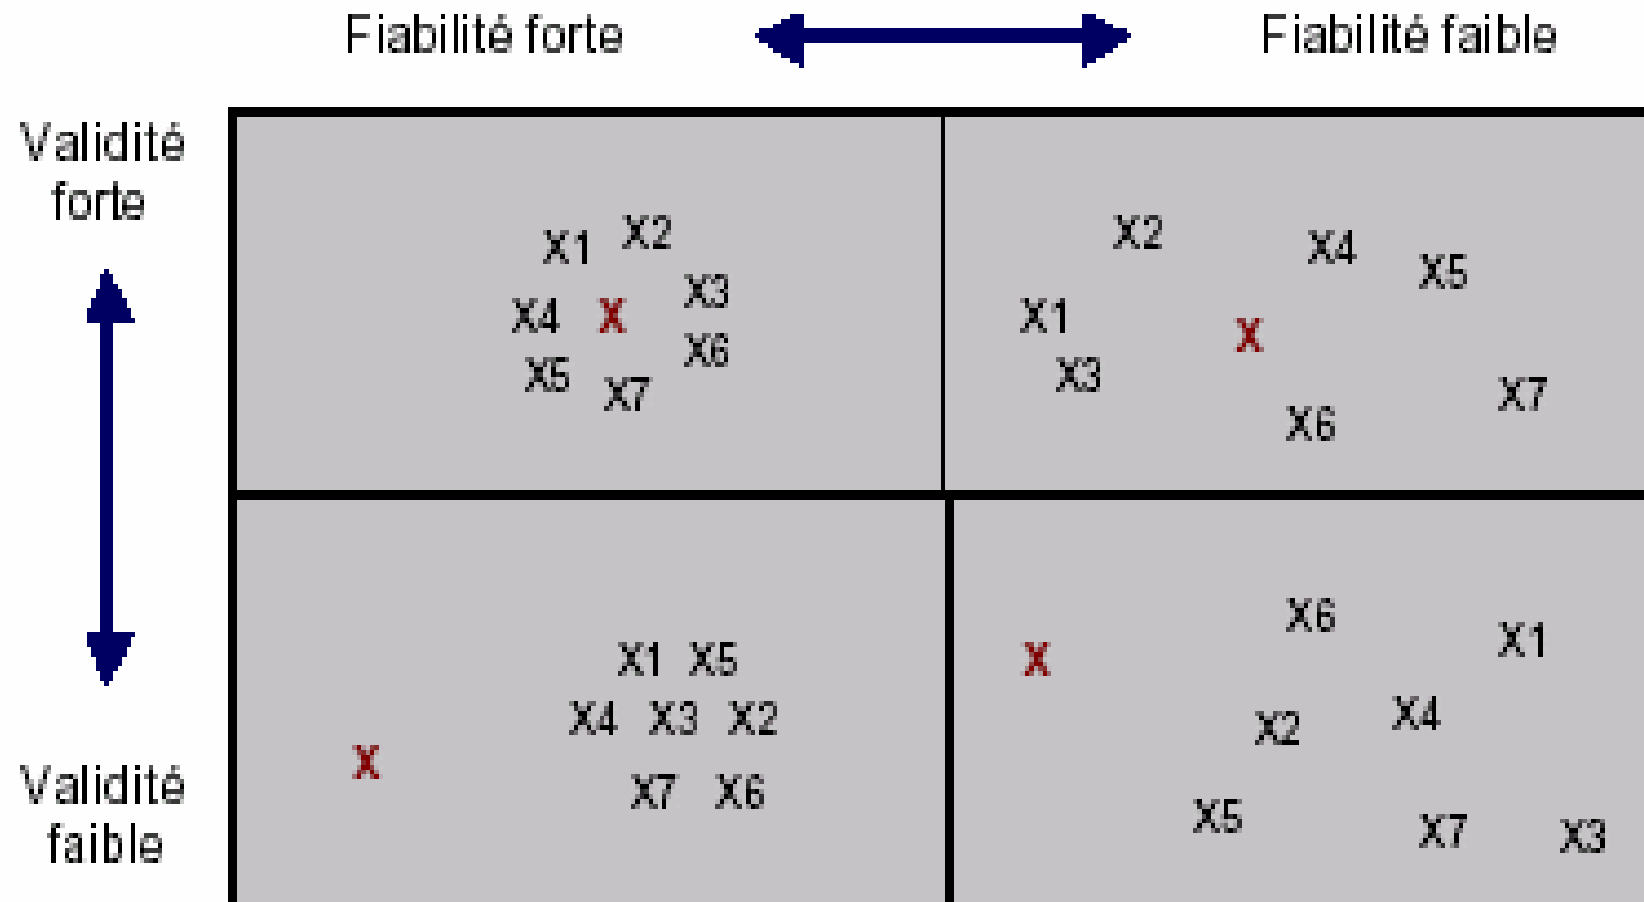 Fiabilité forte
Fiabilité faible
Validité
forte
X1 X2
X3
X4 X
X6
X5 X7
X2 X4 X5
X1 X
X3 X7
X6
Validité
faible
X1 X5
X4 X3 X2
X
X7 X6
X6 X1
X
X2 X4
X5 X7 X3